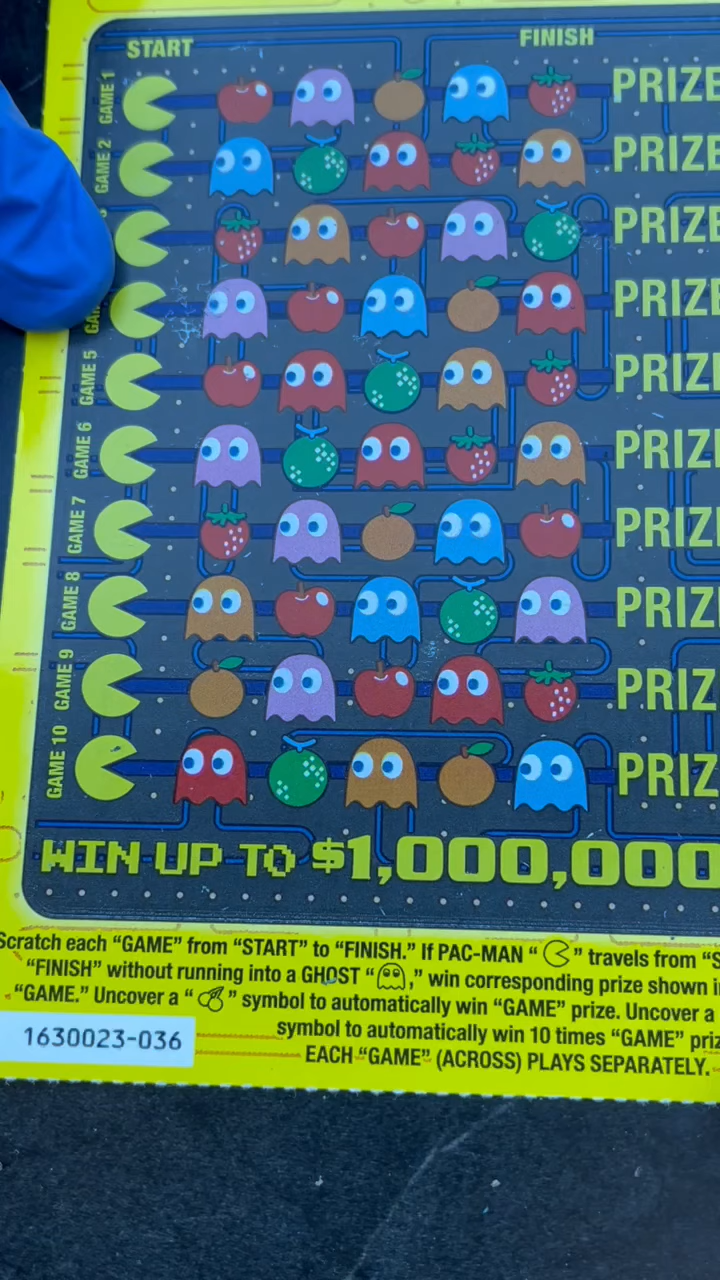 START FINISH
GAME 1 PRIZE
GAME 2 PRIZE
PRIZE
PRIZE
GAME 5 PRIZE
GAME 6 PRIZE
GAME 7 PRIZE
GAME 8 PRIZE
GAME 9 PRIZ
GAME 10 PRIZ
WIN UP TO $1,000,000
Scratch each “GAME” from “START” to “FINISH.” If PAC-MAN “ ” travels from “S
“FINISH” without running into a GHOST “ ,” win corresponding prize shown i
“GAME.” Uncover a “ ” symbol to automatically win “GAME” prize. Uncover a
symbol to automatically win 10 times “GAME” priz
EACH “GAME” (ACROSS) PLAYS SEPARATELY.
1630023-036